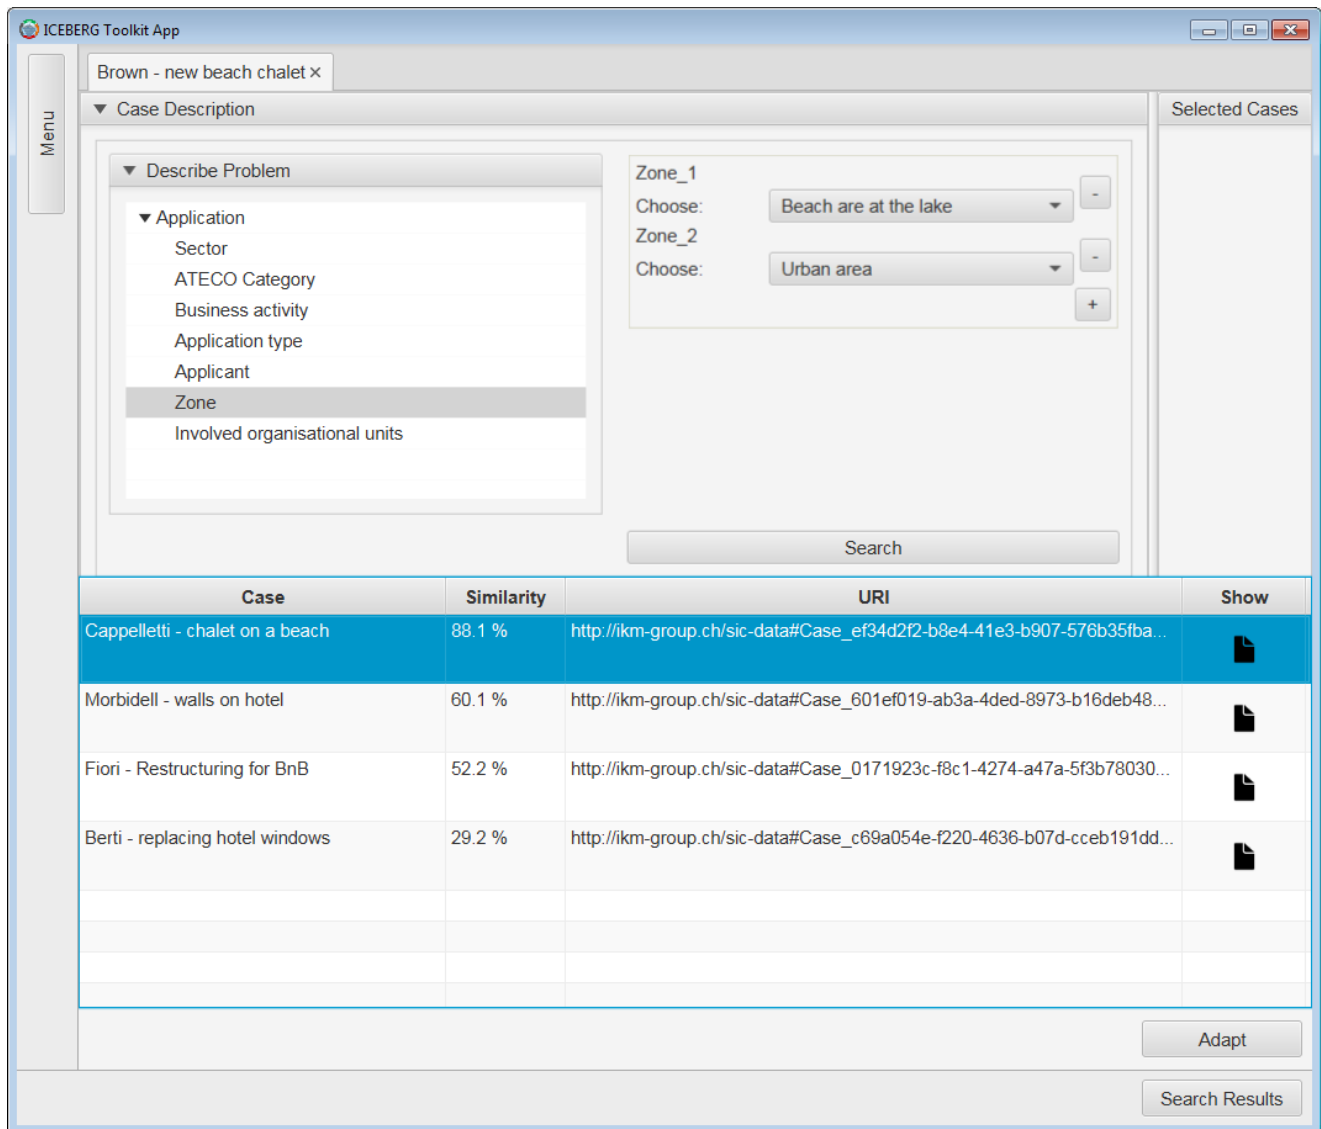 ICEBERG Toolkit App
Menu
Brown - new beach chalet ×
Case Description
Selected Cases
Describe Problem
Application
Sector
ATECO Category
Business activity
Application type
Applicant
Zone
Involved organisational units
Zone_1
Choose: Beach are at the lake -
Zone_2
Choose: Urban area -
+
Search
Case Similarity URI Show
Cappelletti - chalet on a beach 88.1 % http://ikm-group.ch/sic-data#Case_ef34d2f2-b8e4-41e3-b907-576b35fba...
Morbidell - walls on hotel 60.1 % http://ikm-group.ch/sic-data#Case_601ef019-ab3a-4ded-8973-b16deb48...
Fiori - Restructuring for BnB 52.2 % http://ikm-group.ch/sic-data#Case_0171923c-f8c1-4274-a47a-5f3b78030...
Berti - replacing hotel windows 29.2 % http://ikm-group.ch/sic-data#Case_c69a054e-f220-4636-b07d-cceb191dd...
Adapt
Search Results